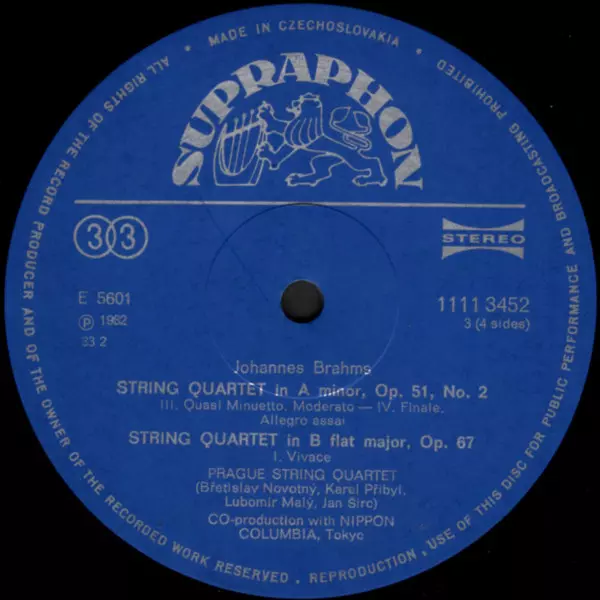 MADE IN CZECHOSLOVAKIA
ALL RIGHTS OF THE RECORD PRODUCER AND OF THE OWNER OF THE RECORDED WORK RESERVED. REPRODUCTION, USE OF THIS DISC FOR PUBLIC PERFORMANCE AND BROADCASTING PROHIBITED
SUPRAPHON
33
STEREO
E 5601
1111 3452
℗ 1982
3 (4 sides)
33 2
Johannes Brahms
STRING QUARTET in A minor, Op. 51, No. 2
III. Quasi Minuetto. Moderato — IV. Finale.
Allegro assai
STRING QUARTET in B flat major, Op. 67
I. Vivace
PRAGUE STRING QUARTET
(Břetislav Novotný, Karel Přibyl,
Lubomír Malý, Jan Širc)
CO-production with NIPPON
COLUMBIA, Tokyo